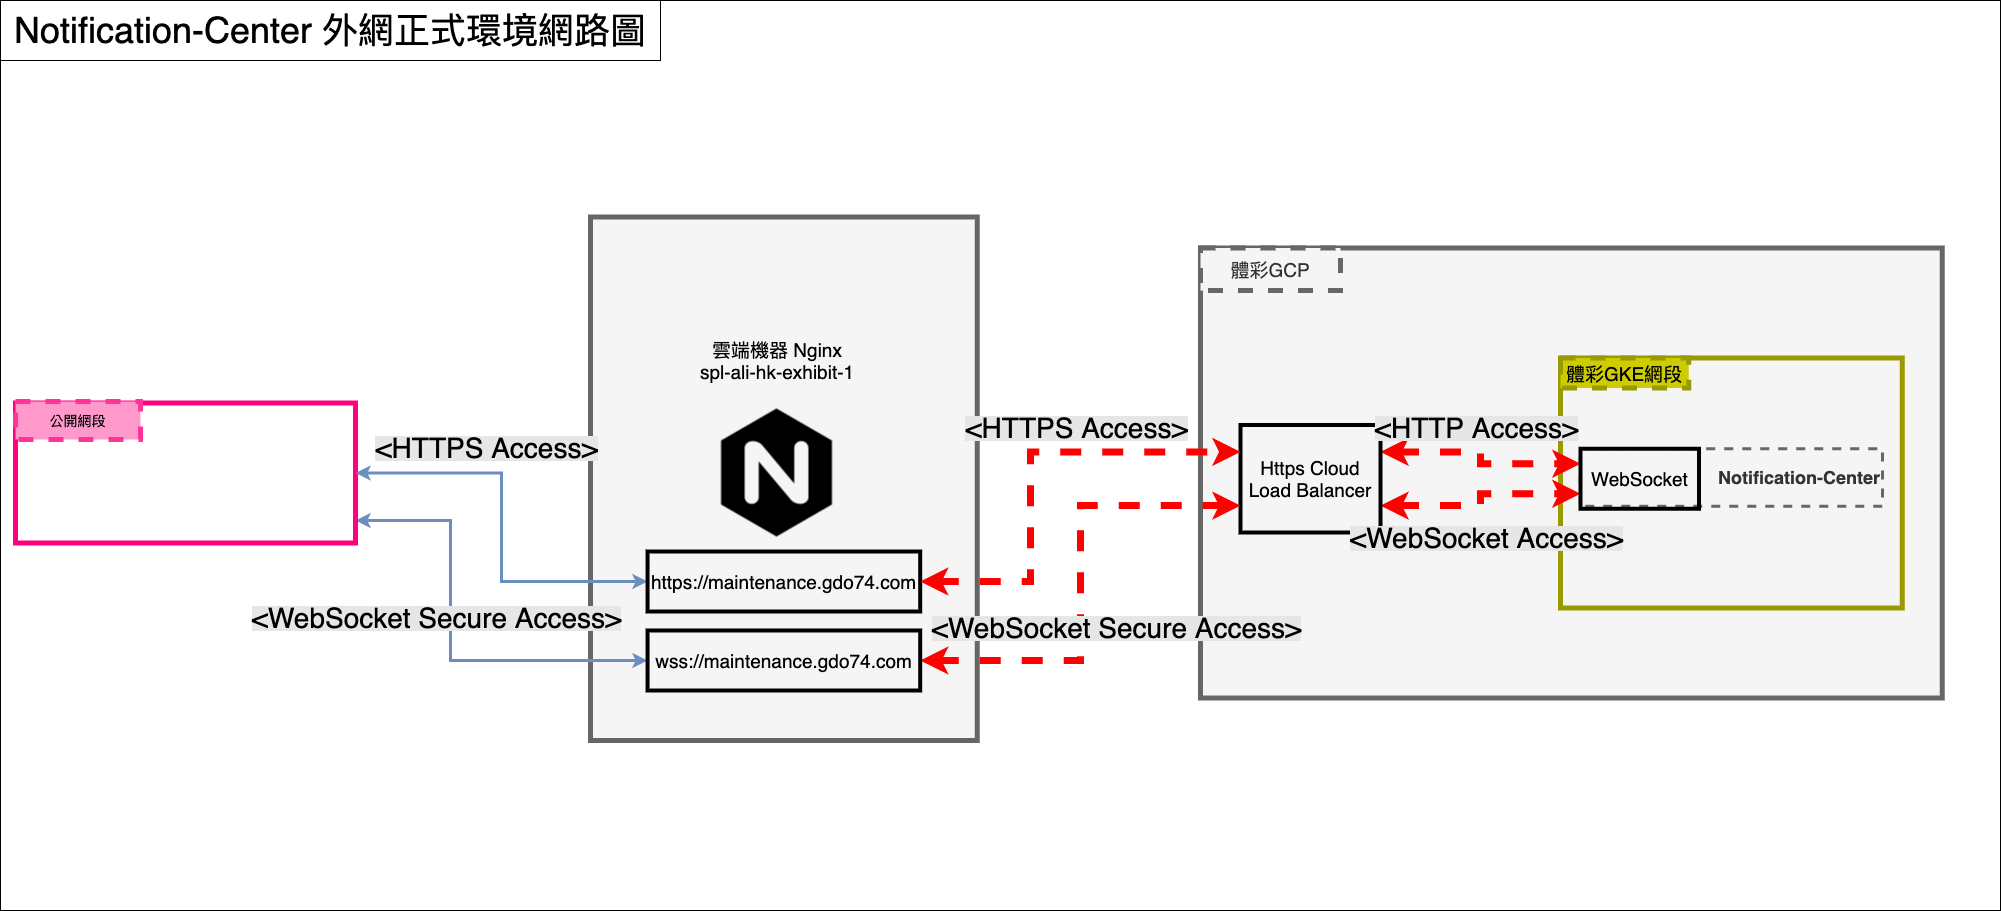 Notification-Center 外網正式環境網路圖
體彩GCP
雲端機器 Nginx
spl-ali-hk-exhibit-1
體彩GKE網段
公開網段
<HTTPS Access>
<HTTPS Access>
<HTTP Access>
Https Cloud
Load Balancer
WebSocket
Notification-Center
<WebSocket Access>
https://maintenance.gdo74.com
<WebSocket Secure Access>
<WebSocket Secure Access>
wss://maintenance.gdo74.com